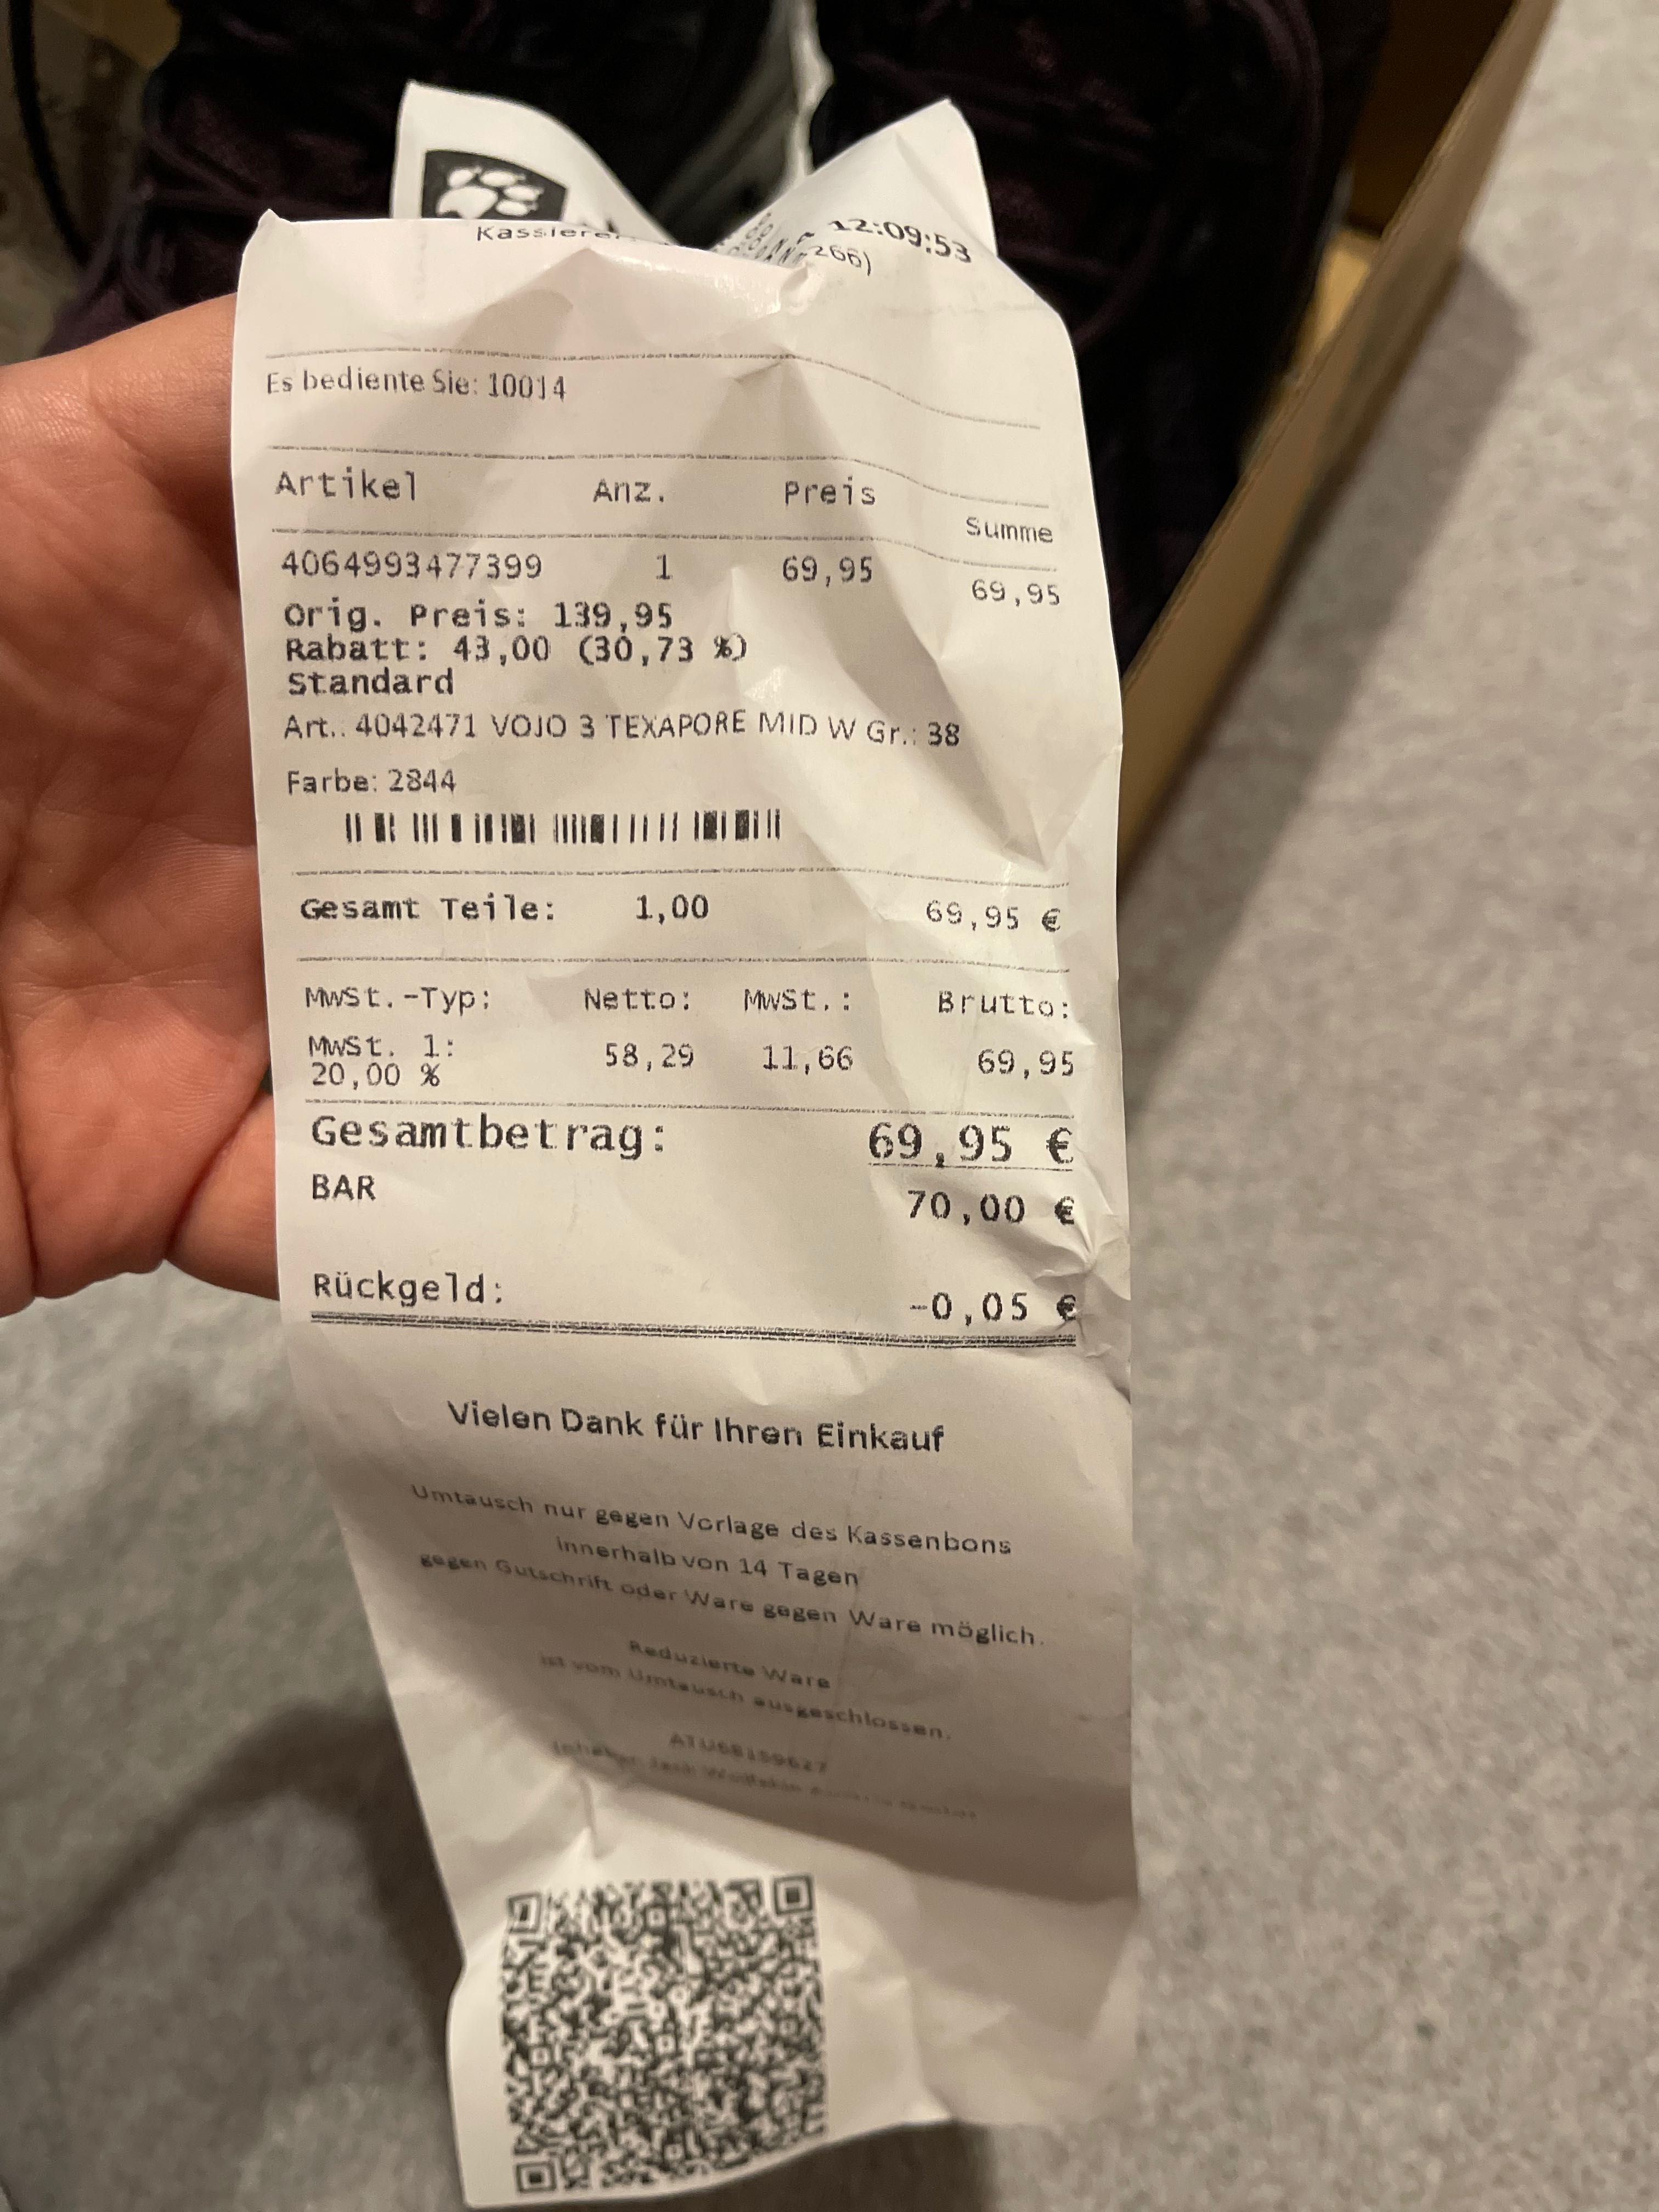 12:09:53
266)
Es bediente Sie: 10014
Artikel Anz. Preis Summe
4064993477399 1 69,95 69,95
Orig. Preis: 139,95
Rabatt: 43,00 (30,73 %)
Standard
Art.: 4042471 VOJO 3 TEXAPORE MID W Gr.: 38
Farbe: 2844
Gesamt Teile: 1,00 69,95 €
MwSt.-Typ: Netto: MwSt.: Brutto:
MwSt. 1: 58,29 11,66 69,95
20,00 %
Gesamtbetrag: 69,95 €
BAR 70,00 €
Rückgeld: -0,05 €
Vielen Dank für Ihren Einkauf
Umtausch nur gegen Vorlage des Kassenbons
innerhalb von 14 Tagen
gegen Gutschrift oder Ware gegen Ware möglich.
Reduzierte Ware
ist vom Umtausch ausgeschlossen.
Inhaber: Jack Wolfskin